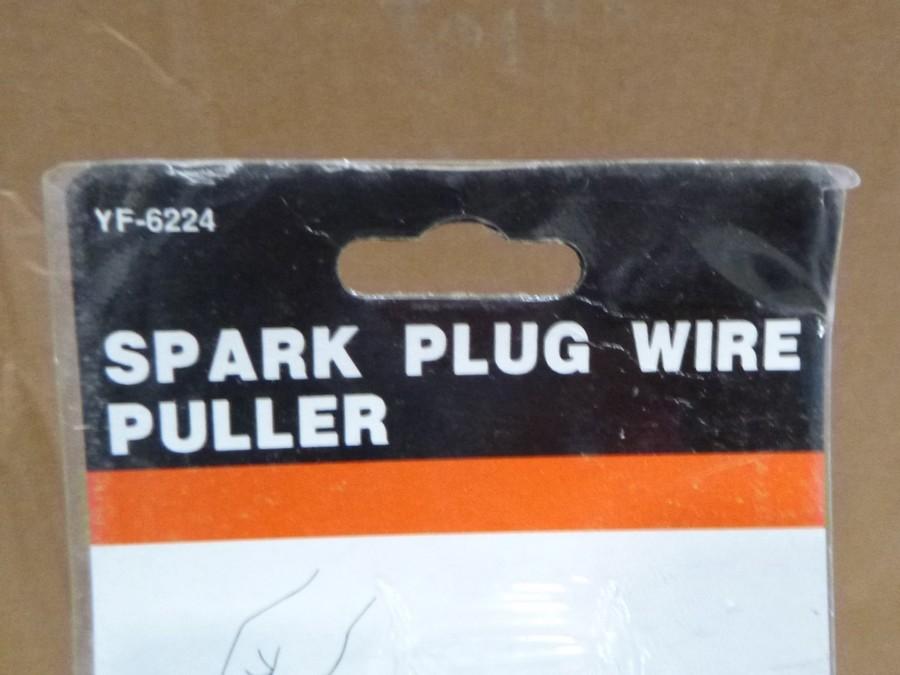 YF-6224
SPARK PLUG WIRE
PULLER